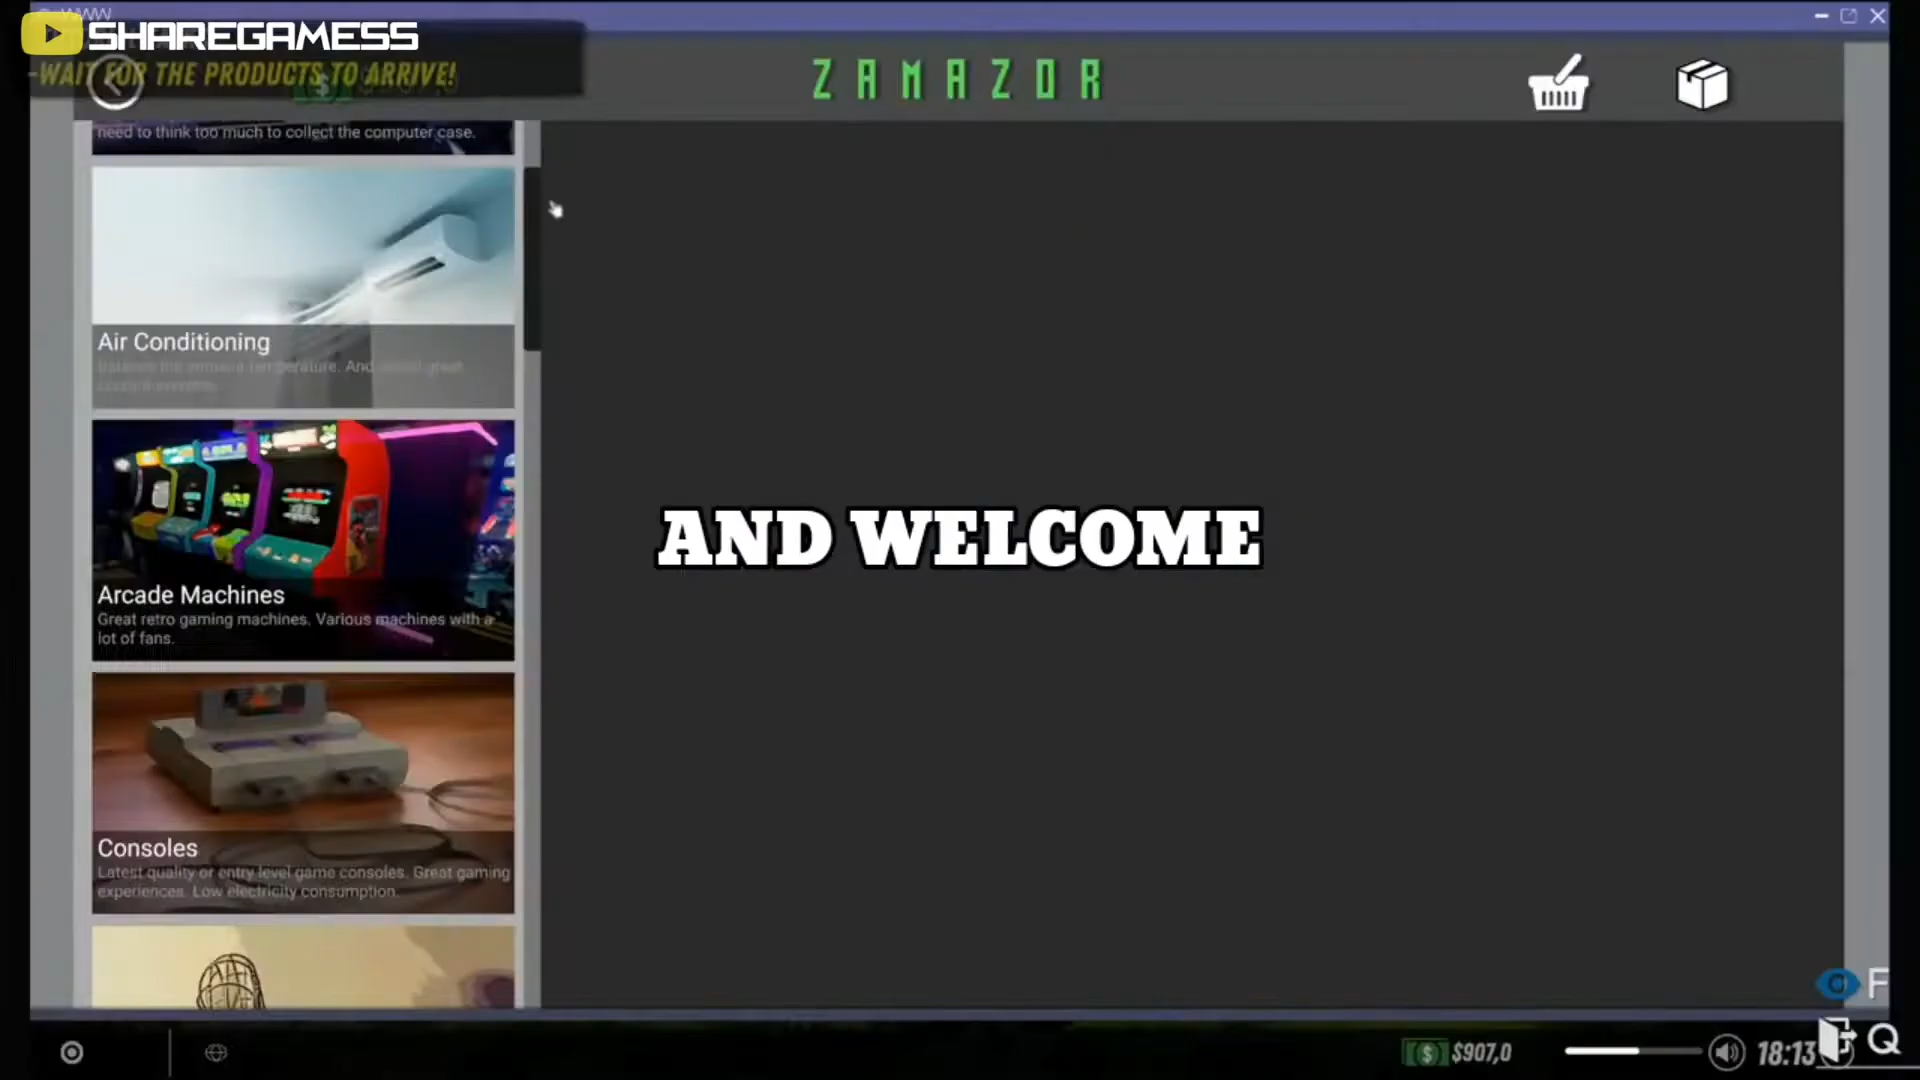 WWW
SHAREGAMESS
-WAIT FOR THE PRODUCTS TO ARRIVE!
ZAMAZOR
need to think too much to collect the computer case.
Air Conditioning
Arcade Machines
Great retro gaming machines. Various machines with a
lot of fans.
AND WELCOME
Consoles
Latest quality or entry level game consoles. Great gaming
experiences. Low electricity consumption.
F
$907,0
18:13
Q